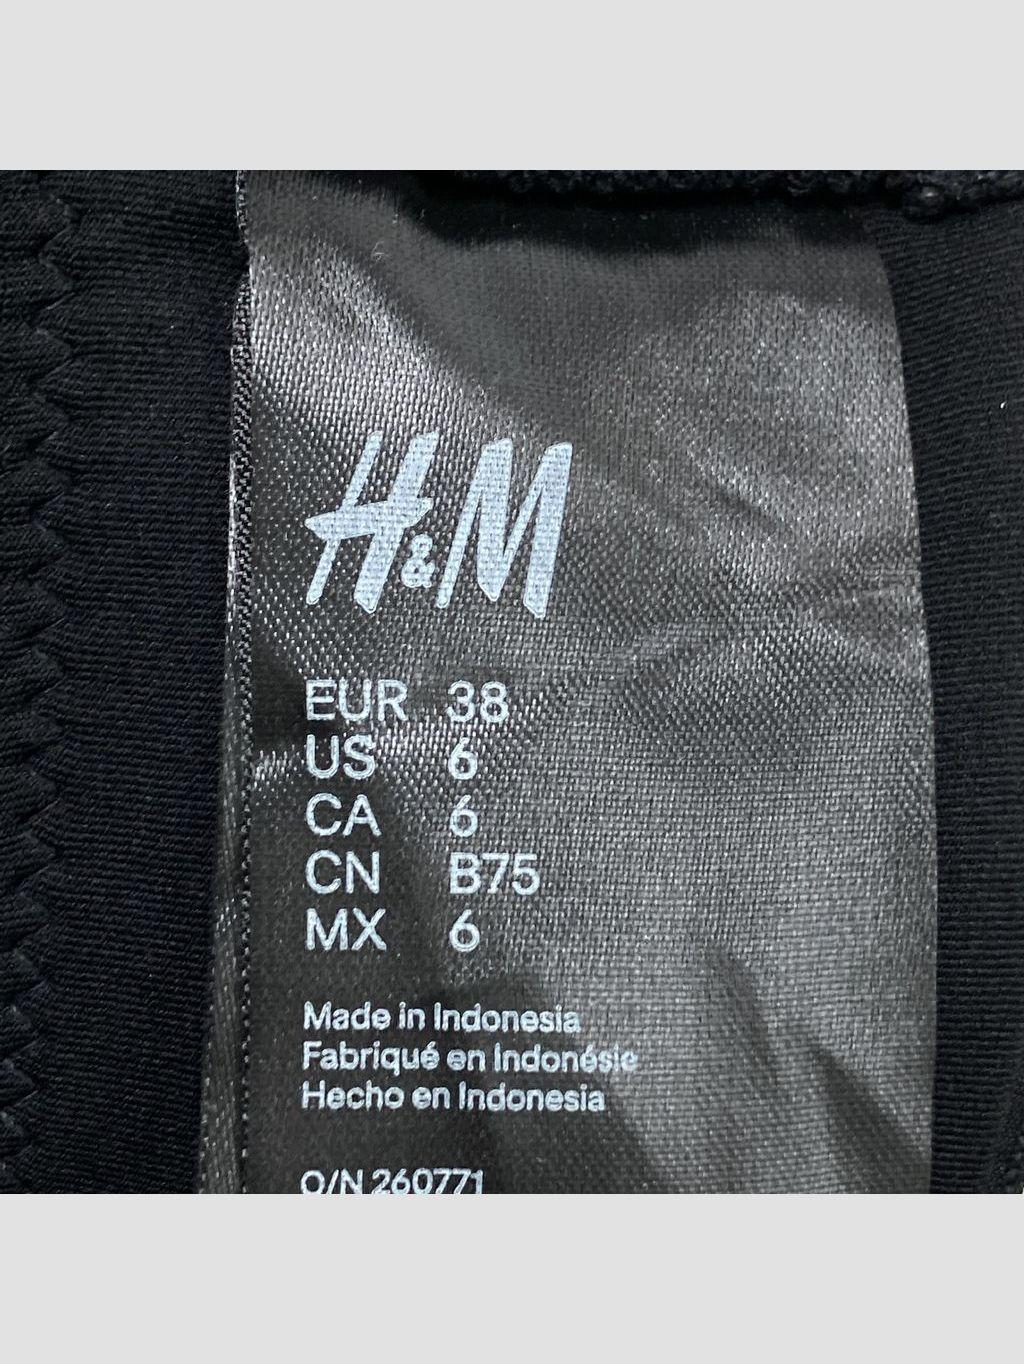 H&M
EUR 38
US 6
CA 6
CN B75
MX 6
Made in Indonesia
Fabriqué en Indonésie
Hecho en Indonesia
O/N 260771